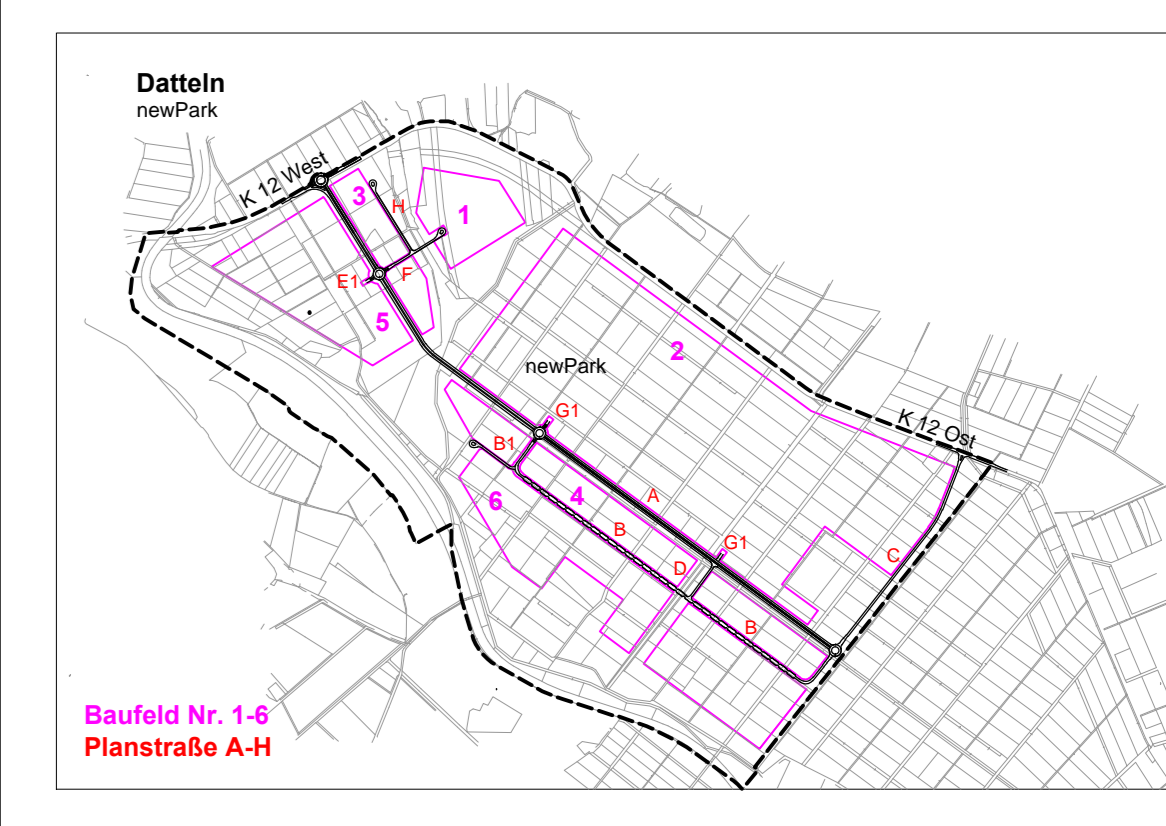 Datteln
newPark
K 12 West
3
H
1
F
E1
5
2
newPark
G1
K 12 Ost
B1
4
A
6
B
G1
C
D
B
Baufeld Nr. 1-6
Planstraße A-H